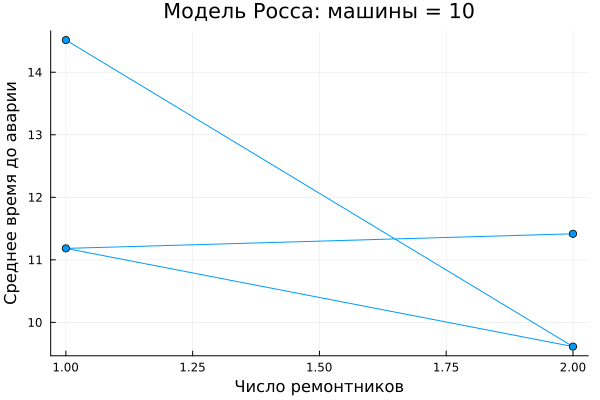 Модель Росса: машины = 10
Среднее время до аварии
14
13
12
11
10
1.00 1.25 1.50 1.75 2.00
Число ремонтников